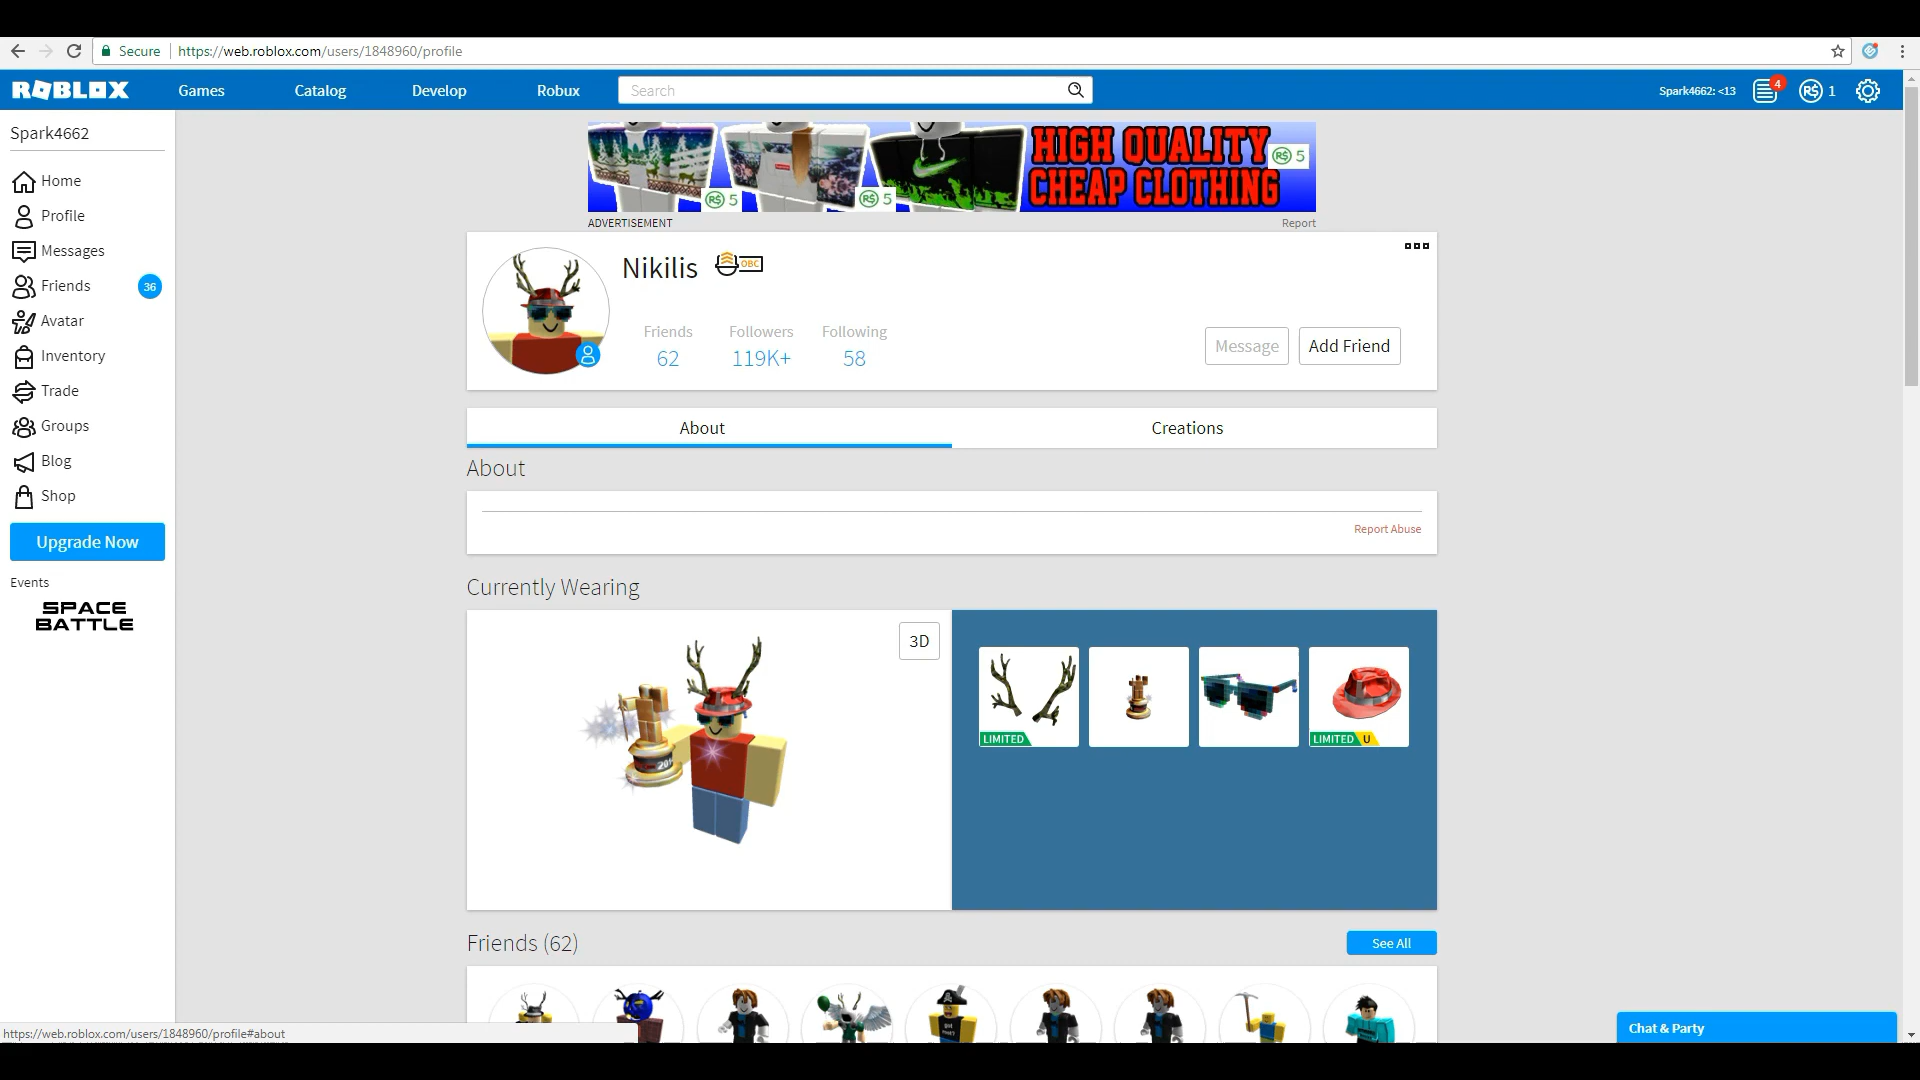 Secure
https://web.roblox.com/users/1848960/profile
ROBLOX
Games
Catalog
Develop
Robux
Search
Spark4662: <13
4
R$ 1
Spark4662
Home
Profile
Messages
Friends
36
Avatar
Inventory
Trade
Groups
Blog
Shop
Upgrade Now
Events
SPACE
BATTLE
HIGH QUALITY
CHEAP CLOTHING
R$ 5
R$ 5
R$ 5
Supreme
ADVERTISEMENT
Report
Nikilis
OBC
Friends
Followers
Following
62
119K+
58
Message
Add Friend
About
Creations
About
Report Abuse
Currently Wearing
3D
LIMITED
LIMITED U
Friends (62)
See All
https://web.roblox.com/users/1848960/profile#about
Chat & Party